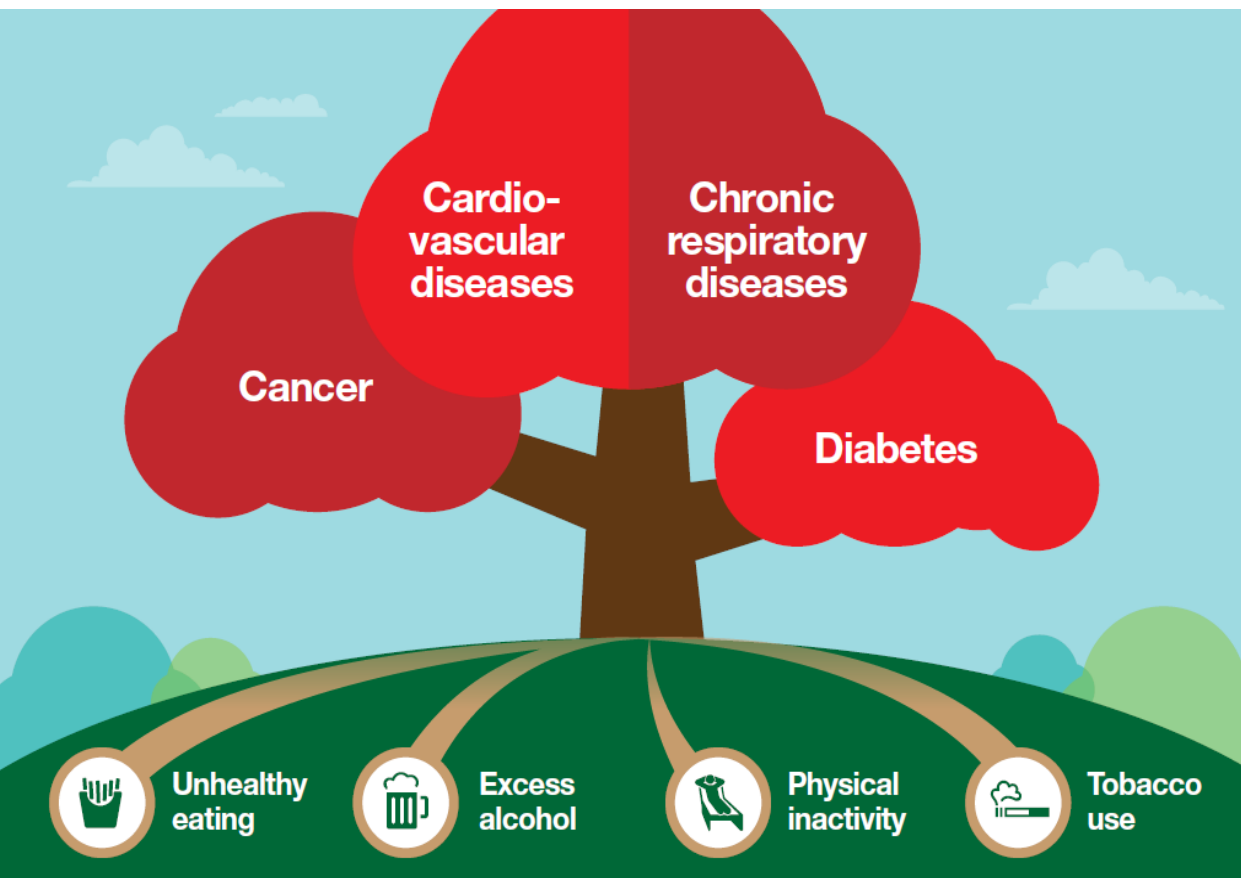 Cardio-
vascular
diseases
Chronic
respiratory
diseases
Cancer
Diabetes
Unhealthy
eating
Excess
alcohol
Physical
inactivity
Tobacco
use